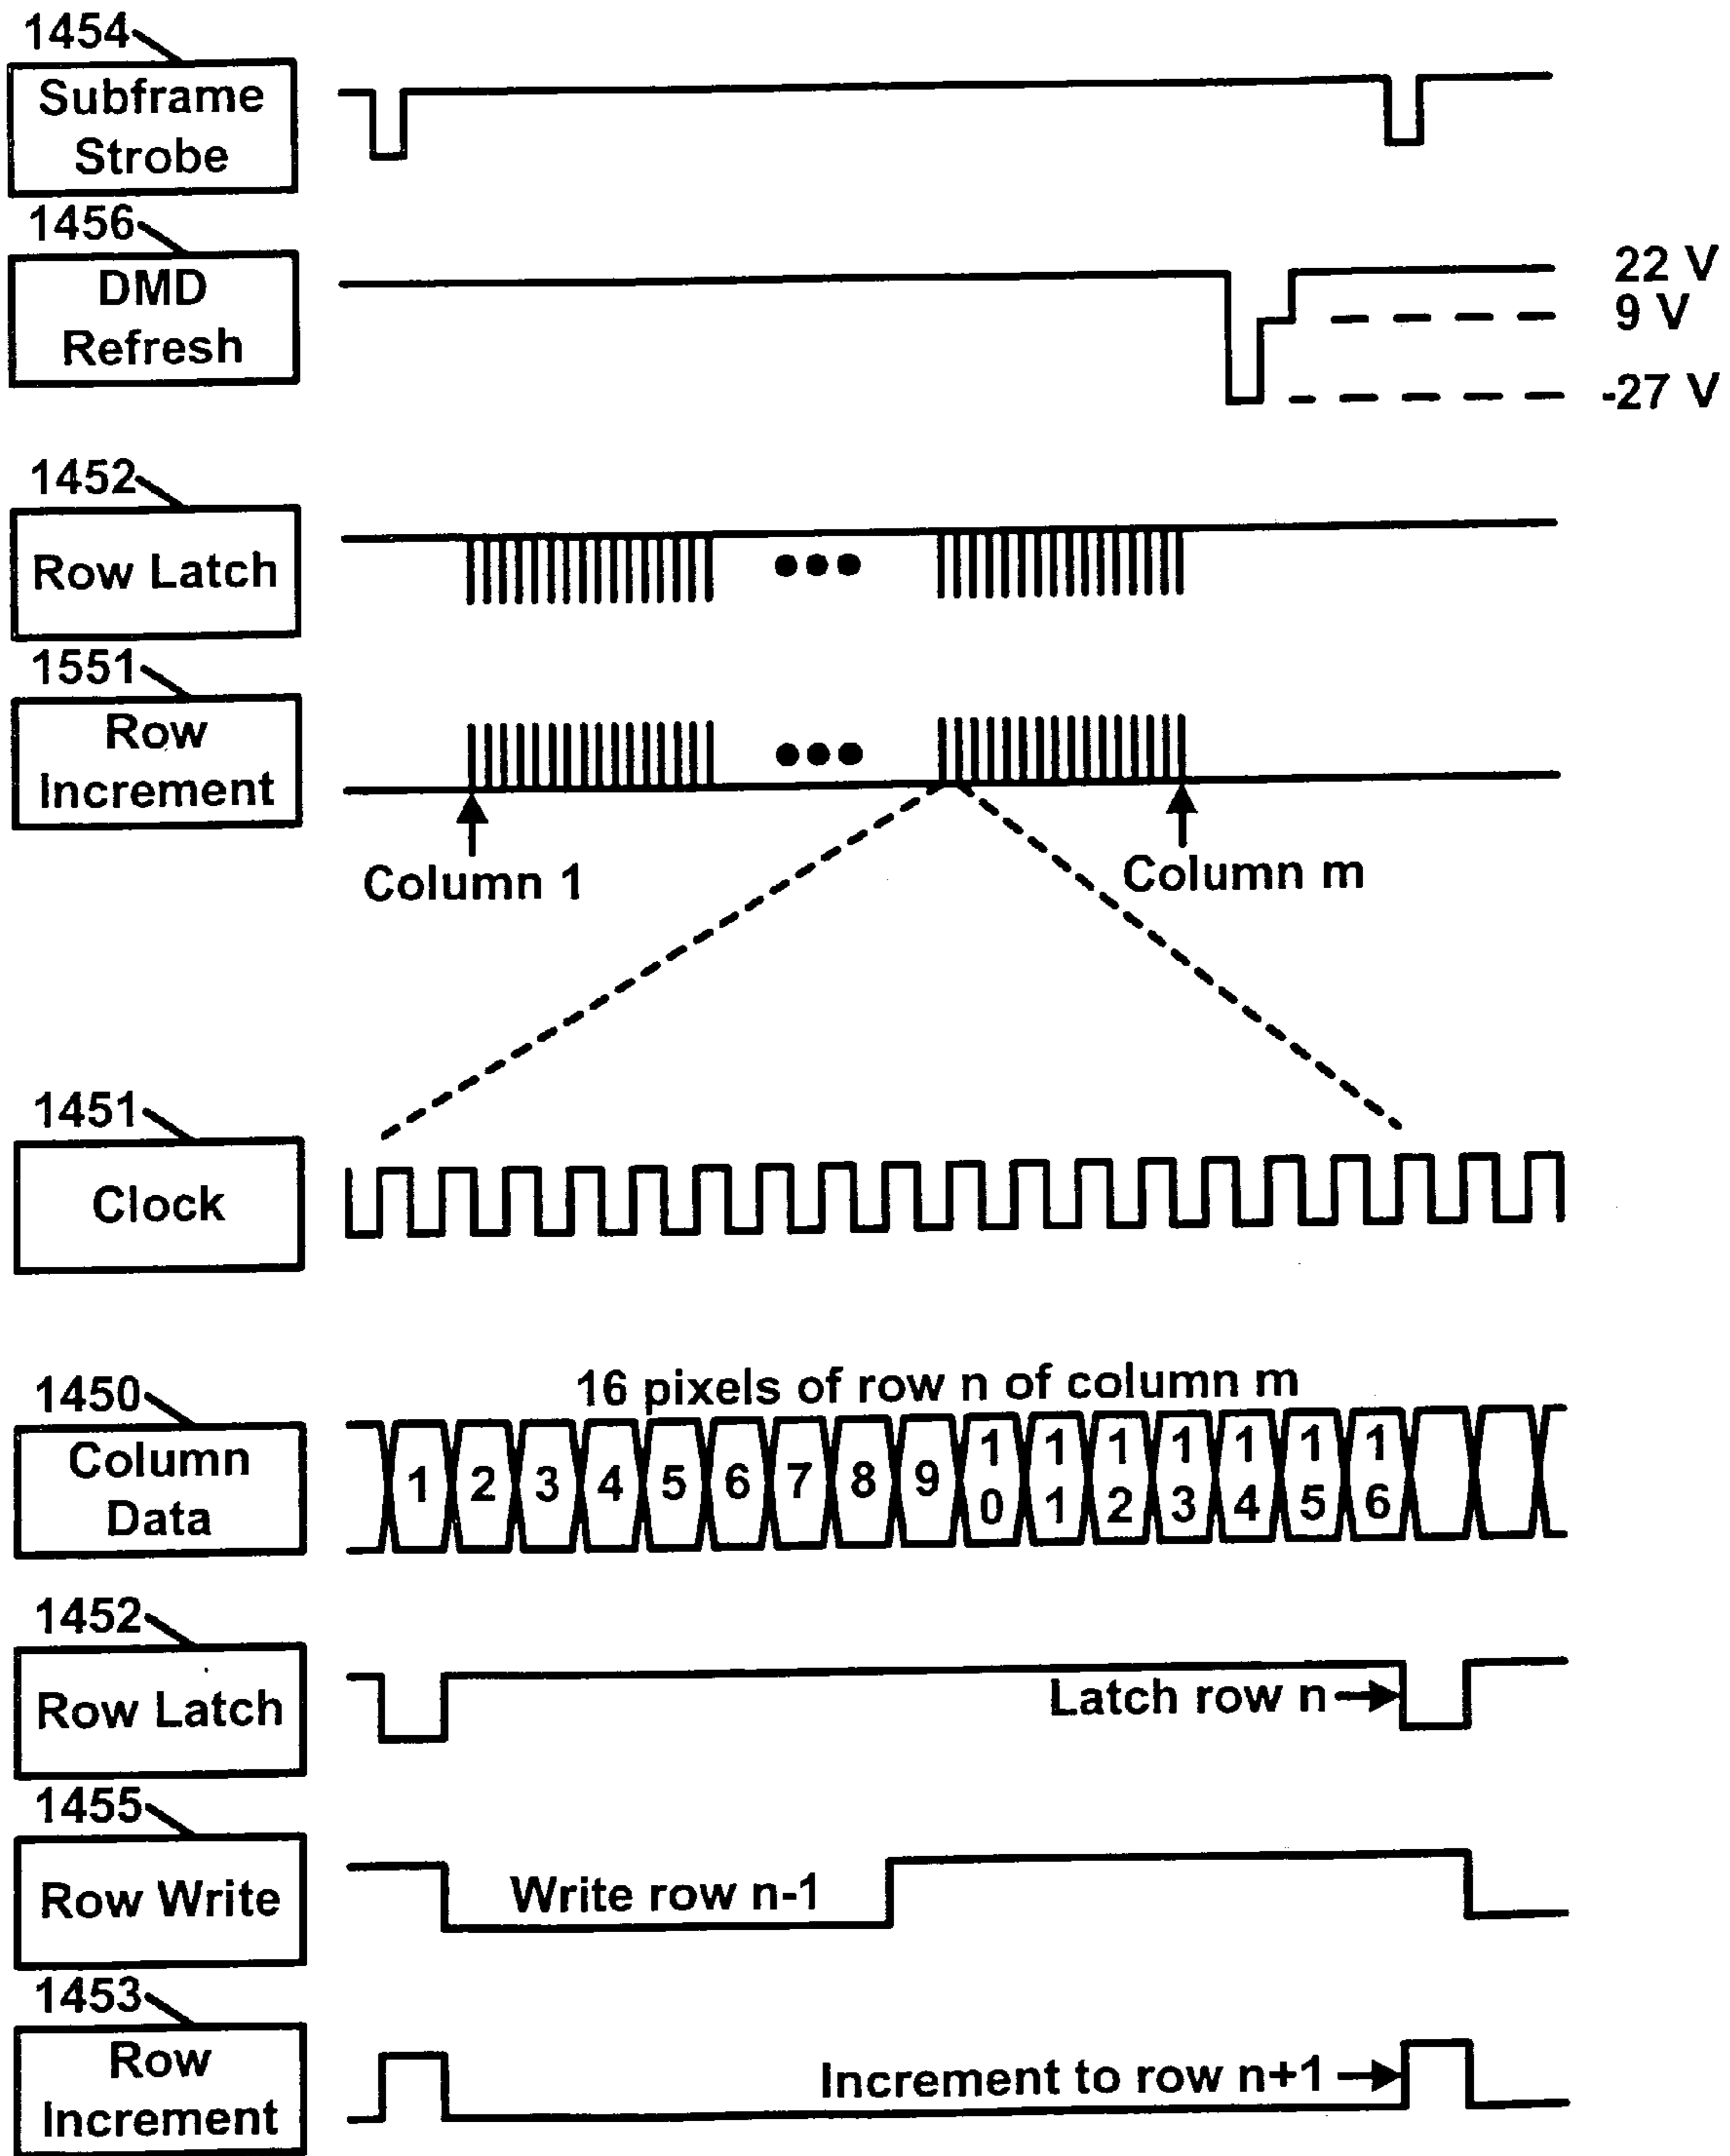 1454
Subframe
Strobe
1456
DMD
Refresh
22 V
9 V
-27 V
1452
Row Latch
1551
Row
Increment
Column 1
Column m
1451
Clock
1450
Column
Data
16 pixels of row n of column m
1 2 3 4 5 6 7 8 9 10 11 12 13 14 15 16
1452
Row Latch
Latch row n
1455
Row Write
Write row n-1
1453
Row
Increment
Increment to row n+1